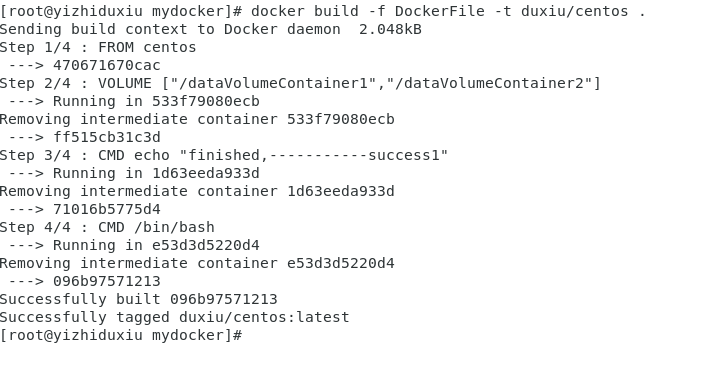 [root@yizhiduxiu mydocker]# docker build -f DockerFile -t duxiu/centos .
Sending build context to Docker daemon  2.048kB
Step 1/4 : FROM centos
 ---> 470671670cac
Step 2/4 : VOLUME ["/dataVolumeContainer1","/dataVolumeContainer2"]
 ---> Running in 533f79080ecb
Removing intermediate container 533f79080ecb
 ---> ff515cb31c3d
Step 3/4 : CMD echo "finished,-----------success1"
 ---> Running in 1d63eeda933d
Removing intermediate container 1d63eeda933d
 ---> 71016b5775d4
Step 4/4 : CMD /bin/bash
 ---> Running in e53d3d5220d4
Removing intermediate container e53d3d5220d4
 ---> 096b97571213
Successfully built 096b97571213
Successfully tagged duxiu/centos:latest
[root@yizhiduxiu mydocker]#